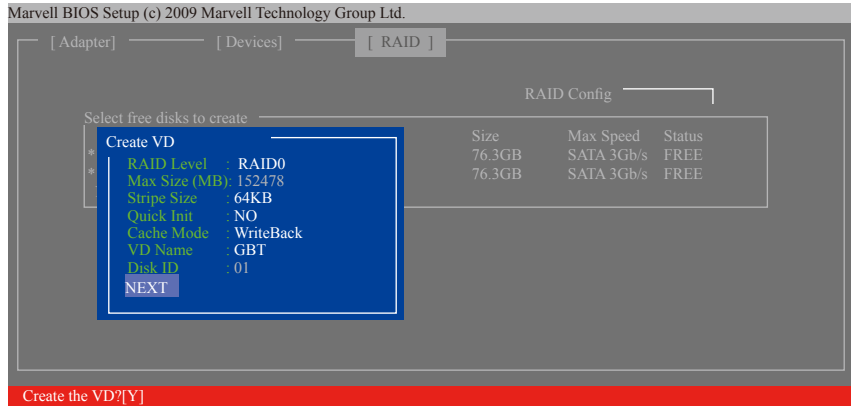 Marvell BIOS Setup (c) 2009 Marvell Technology Group Ltd.
[ Adapter] [ Devices] [ RAID ]
RAID Config
Select free disks to create
Size Max Speed Status
* 76.3GB SATA 3Gb/s FREE
* 76.3GB SATA 3Gb/s FREE
Create VD
RAID Level : RAID0
Max Size (MB): 152478
Stripe Size : 64KB
Quick Init : NO
Cache Mode : WriteBack
VD Name : GBT
Disk ID : 01
NEXT
Create the VD?[Y]